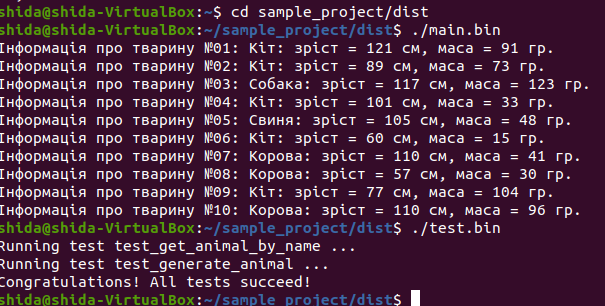 shida@shida-VirtualBox:~$ cd sample_project/dist
shida@shida-VirtualBox:~/sample_project/dist$ ./main.bin
Інформація про тварину №01: Кіт: зріст = 121 см, маса = 91 гр.
Інформація про тварину №02: Кіт: зріст = 89 см, маса = 73 гр.
Інформація про тварину №03: Собака: зріст = 117 см, маса = 123 гр.
Інформація про тварину №04: Кіт: зріст = 101 см, маса = 33 гр.
Інформація про тварину №05: Свиня: зріст = 105 см, маса = 48 гр.
Інформація про тварину №06: Кіт: зріст = 60 см, маса = 15 гр.
Інформація про тварину №07: Корова: зріст = 110 см, маса = 41 гр.
Інформація про тварину №08: Корова: зріст = 57 см, маса = 30 гр.
Інформація про тварину №09: Кіт: зріст = 77 см, маса = 104 гр.
Інформація про тварину №10: Корова: зріст = 110 см, маса = 96 гр.
shida@shida-VirtualBox:~/sample_project/dist$ ./test.bin
Running test test_get_animal_by_name ...
Running test test_generate_animal ...
Congratulations! All tests succeed!
shida@shida-VirtualBox:~/sample_project/dist$